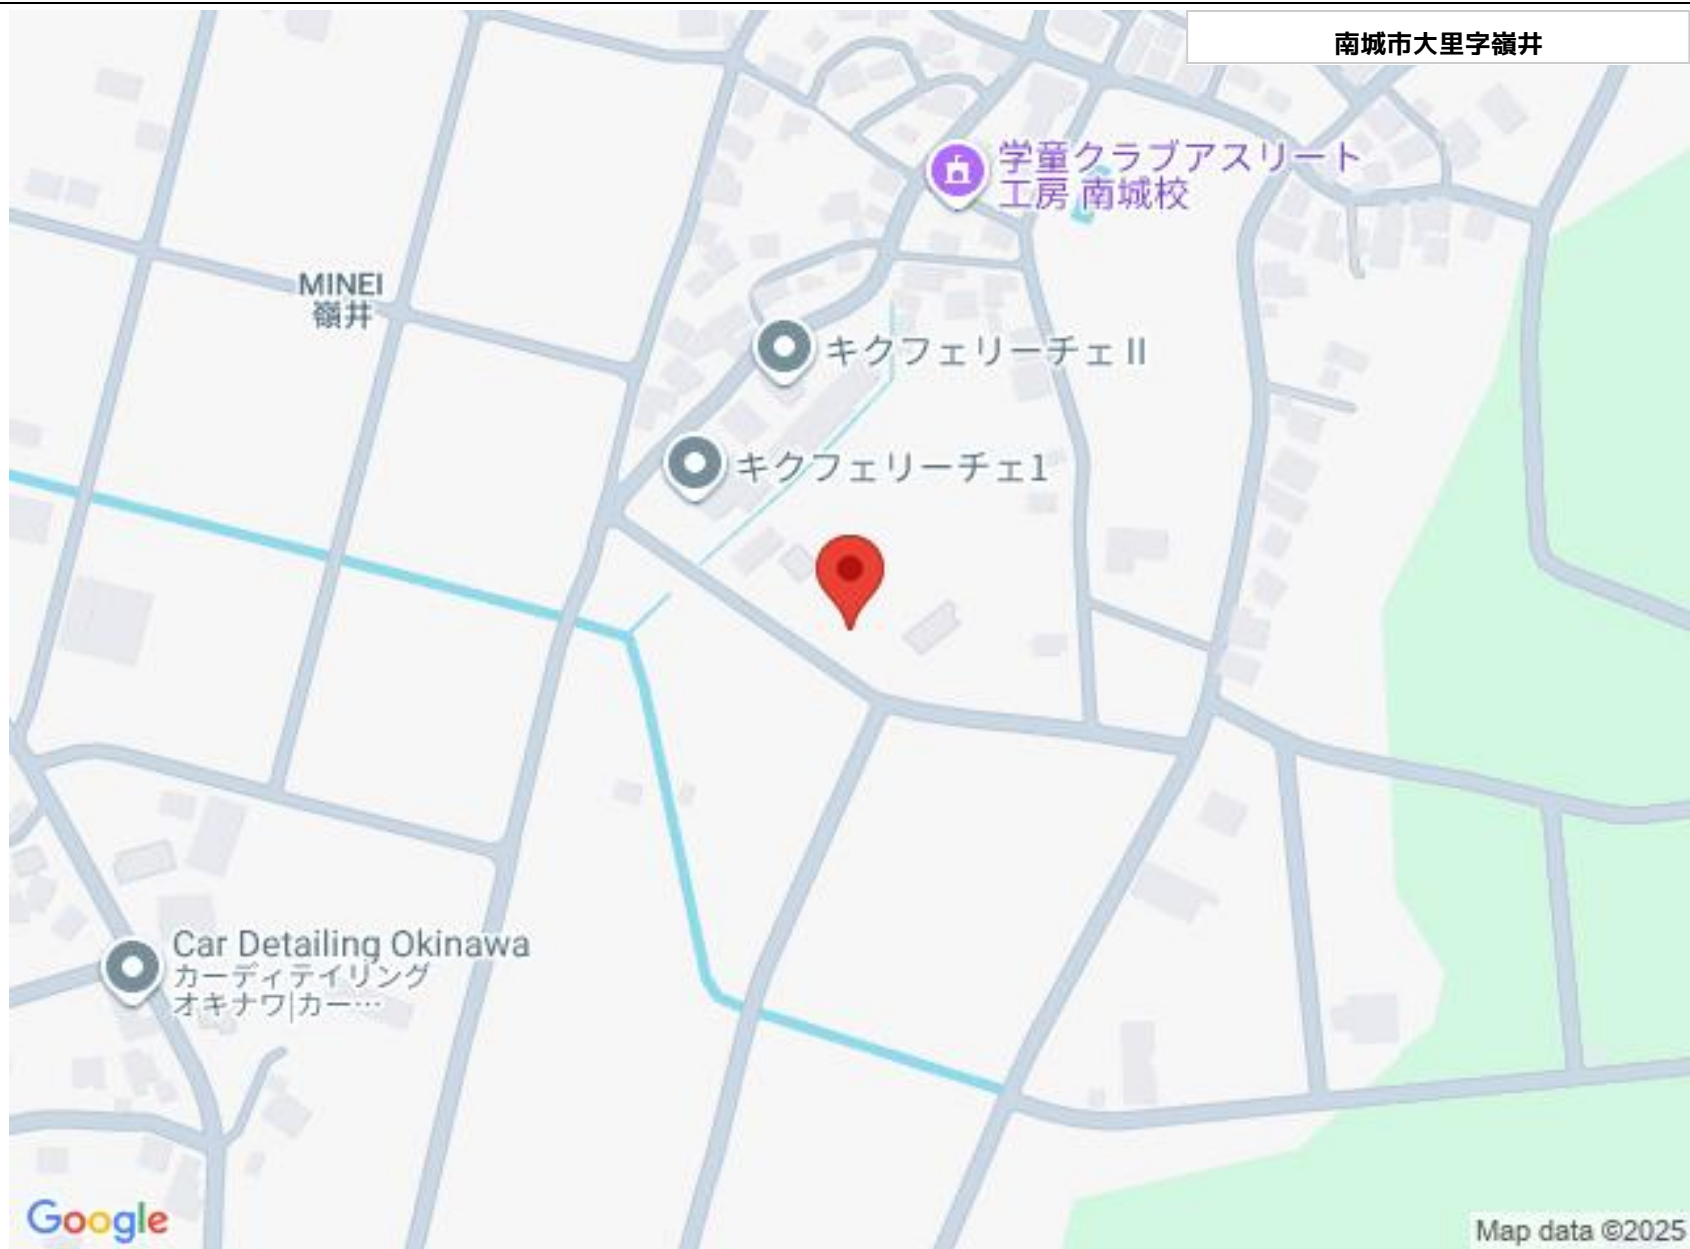 南城市大里字嶺井
学童クラブアスリート
工房 南城校
MINEI
嶺井
キクフェリーチェ II
キクフェリーチェ1
Car Detailing Okinawa
カーディテイリング
オキナワ|カー…
Google
Map data ©2025